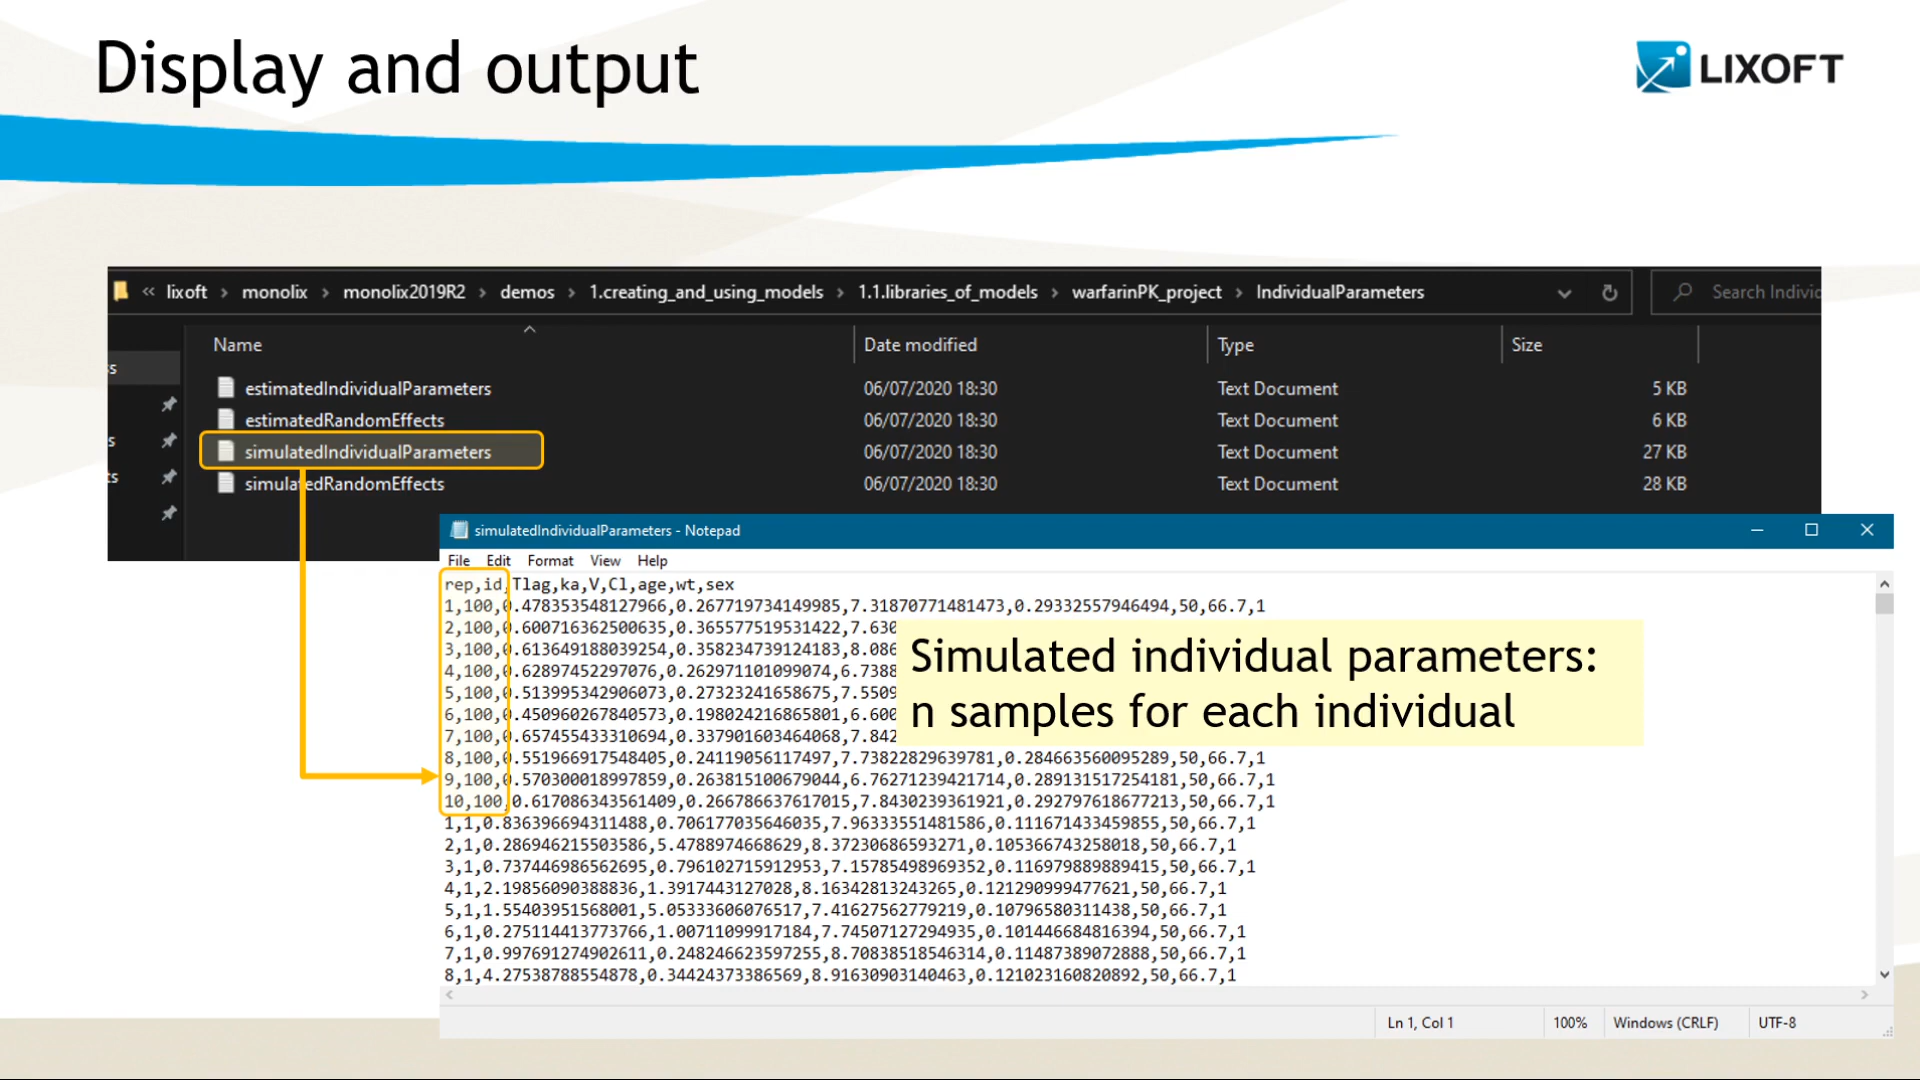 Display and output
LIXOFT
« lixoft > monolix > monolix2019R2 > demos > 1.creating_and_using_models > 1.1.libraries_of_models > warfarinPK_project > IndividualParameters
Search Indivi
Name Date modified Type Size
estimatedIndividualParameters 06/07/2020 18:30 Text Document 5 KB
estimatedRandomEffects 06/07/2020 18:30 Text Document 6 KB
simulatedIndividualParameters 06/07/2020 18:30 Text Document 27 KB
simulatedRandomEffects 06/07/2020 18:30 Text Document 28 KB
simulatedIndividualParameters - Notepad
File Edit Format View Help
rep,id,Tlag,ka,V,Cl,age,wt,sex
1,100,0.478353548127966,0.267719734149985,7.31870771481473,0.29332557946494,50,66.7,1
2,100,0.600716362500635,0.365577519531422,7.630
3,100,0.613649188039254,0.358234739124183,8.086
4,100,0.62897452297076,0.262971101099074,6.7388
5,100,0.513995342906073,0.27323241658675,7.5509
6,100,0.450960267840573,0.198024216865801,6.600
7,100,0.657455433310694,0.337901603464068,7.842
Simulated individual parameters:
n samples for each individual
8,100,0.551966917548405,0.24119056117497,7.73822829639781,0.284663560095289,50,66.7,1
9,100,0.570300018997859,0.263815100679044,6.76271239421714,0.289131517254181,50,66.7,1
10,100,0.617086343561409,0.266786637617015,7.8430239361921,0.292797618677213,50,66.7,1
1,1,0.836396694311488,0.706177035646035,7.96333551481586,0.111671433459855,50,66.7,1
2,1,0.286946215503586,5.4788974668629,8.37230686593271,0.105366743258018,50,66.7,1
3,1,0.737446986562695,0.796102715912953,7.15785498969352,0.116979889889415,50,66.7,1
4,1,2.19856090388836,1.3917443127028,8.16342813243265,0.121290999477621,50,66.7,1
5,1,1.55403951568001,5.05333606076517,7.41627562779219,0.10796580311438,50,66.7,1
6,1,0.275114413773766,1.00711099917184,7.74507127294935,0.101446684816394,50,66.7,1
7,1,0.997691274902611,0.248246623597255,8.70838518546314,0.11487389072888,50,66.7,1
8,1,4.27538788554878,0.34424373386569,8.91630903140463,0.121023160820892,50,66.7,1
Ln 1, Col 1 100% Windows (CRLF) UTF-8